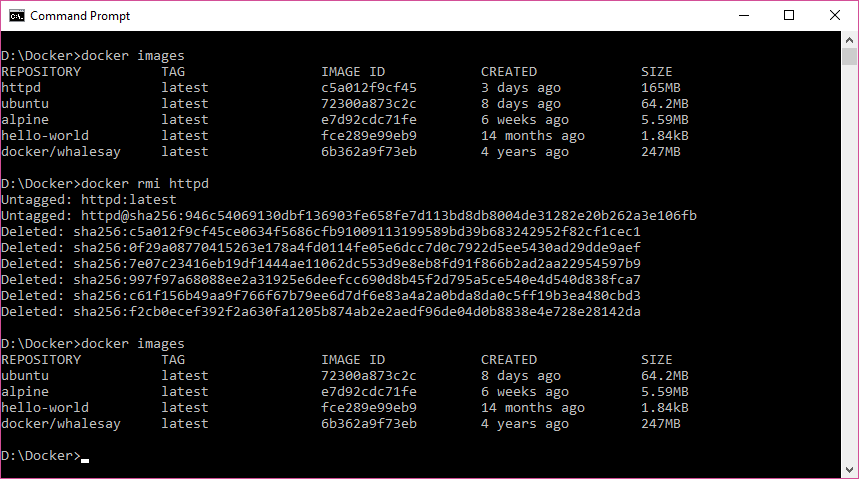 Command Prompt
D:\Docker>docker images
REPOSITORY TAG IMAGE ID CREATED SIZE
httpd latest c5a012f9cf45 3 days ago 165MB
ubuntu latest 72300a873c2c 8 days ago 64.2MB
alpine latest e7d92cdc71fe 6 weeks ago 5.59MB
hello-world latest fce289e99eb9 14 months ago 1.84kB
docker/whalesay latest 6b362a9f73eb 4 years ago 247MB
D:\Docker>docker rmi httpd
Untagged: httpd:latest
Untagged: httpd@sha256:946c54069130dbf136903fe658fe7d113bd8db8004de31282e20b262a3e106fb
Deleted: sha256:c5a012f9cf45ce0634f5686cfb91009113199589bd39b683242952f82cf1cec1
Deleted: sha256:0f29a08770415263e178a4fd0114fe05e6dcc7d0c7922d5ee5430ad29dde9aef
Deleted: sha256:7e07c23416eb19df1444ae11062dc553d9e8eb8fd91f866b2ad2aa22954597b9
Deleted: sha256:997f97a68088ee2a31925e6deefcc690d8b45f2d795a5ce540e4d540d838fca7
Deleted: sha256:c61f156b49aa9f766f67b79ee6d7df6e83a4a2a0bda8da0c5ff19b3ea480cbd3
Deleted: sha256:f2cb0ecef392f2a630fa1205b874ab2e2aedf96de04d0b8838e4e728e28142da
D:\Docker>docker images
REPOSITORY TAG IMAGE ID CREATED SIZE
ubuntu latest 72300a873c2c 8 days ago 64.2MB
alpine latest e7d92cdc71fe 6 weeks ago 5.59MB
hello-world latest fce289e99eb9 14 months ago 1.84kB
docker/whalesay latest 6b362a9f73eb 4 years ago 247MB
D:\Docker>